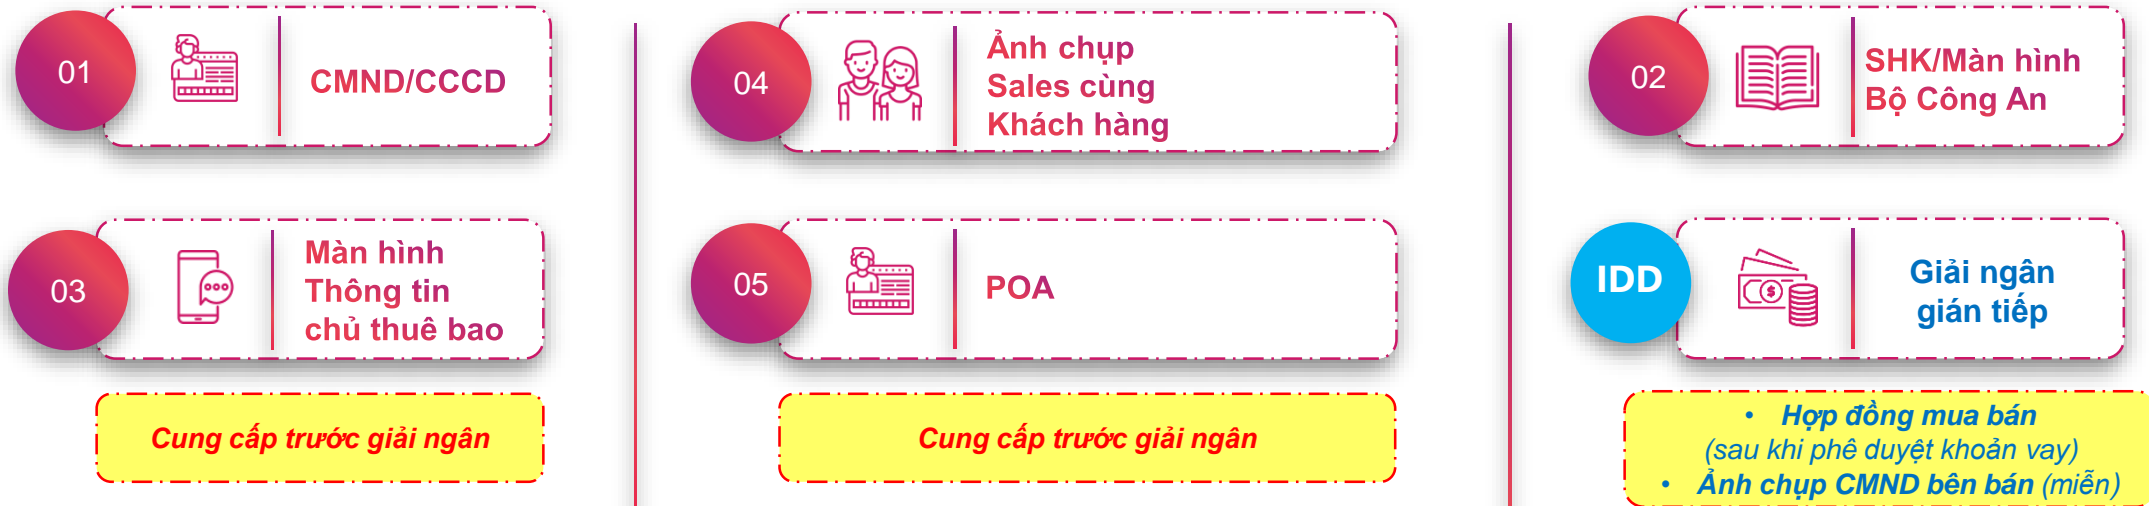 01
CMND/CCCD
03
Màn hình
Thông tin
chủ thuê bao
Cung cấp trước giải ngân
04
Ảnh chụp
Sales cùng
Khách hàng
05
POA
Cung cấp trước giải ngân
02
SHK/Màn hình
Bộ Công An
IDD
Giải ngân
gián tiếp
• Hợp đồng mua bán
(sau khi phê duyệt khoản vay)
• Ảnh chụp CMND bên bán (miễn)